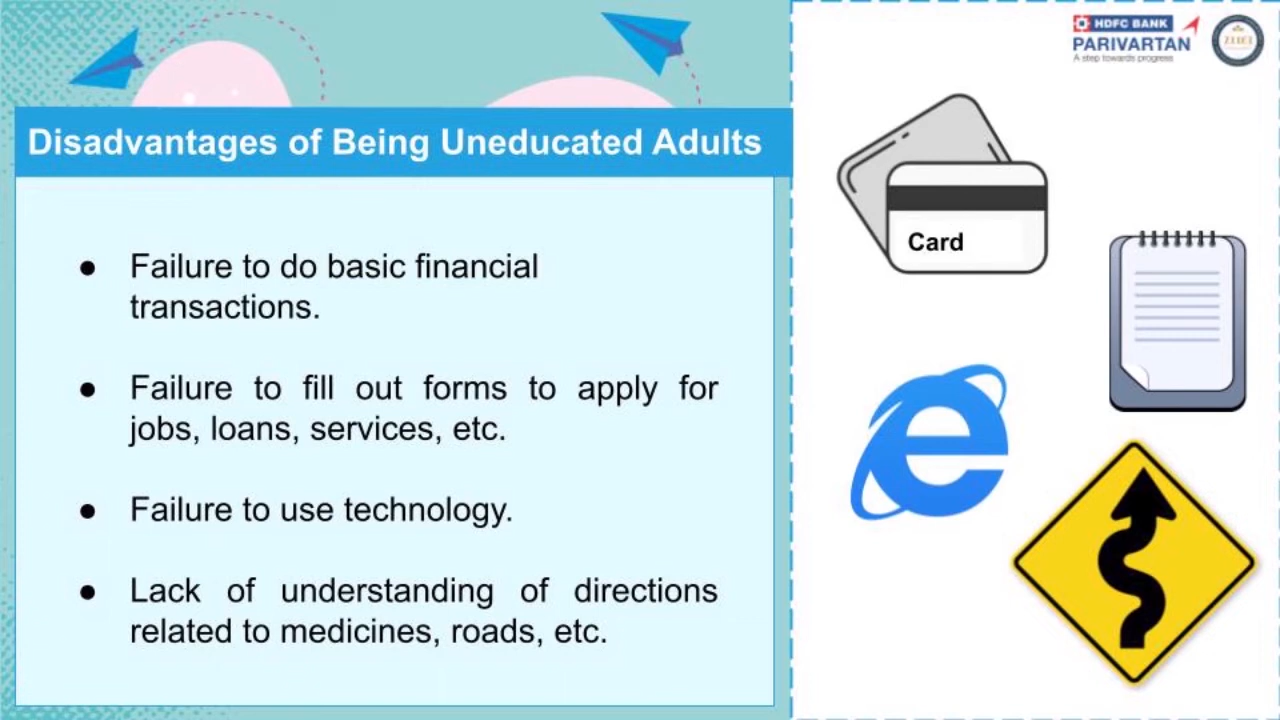 HDFC BANK
PARIVARTAN
A step towards progress
Disadvantages of Being Uneducated Adults
● Failure to do basic financial
transactions.
● Failure to fill out forms to apply for
jobs, loans, services, etc.
● Failure to use technology.
● Lack of understanding of directions
related to medicines, roads, etc.
Card